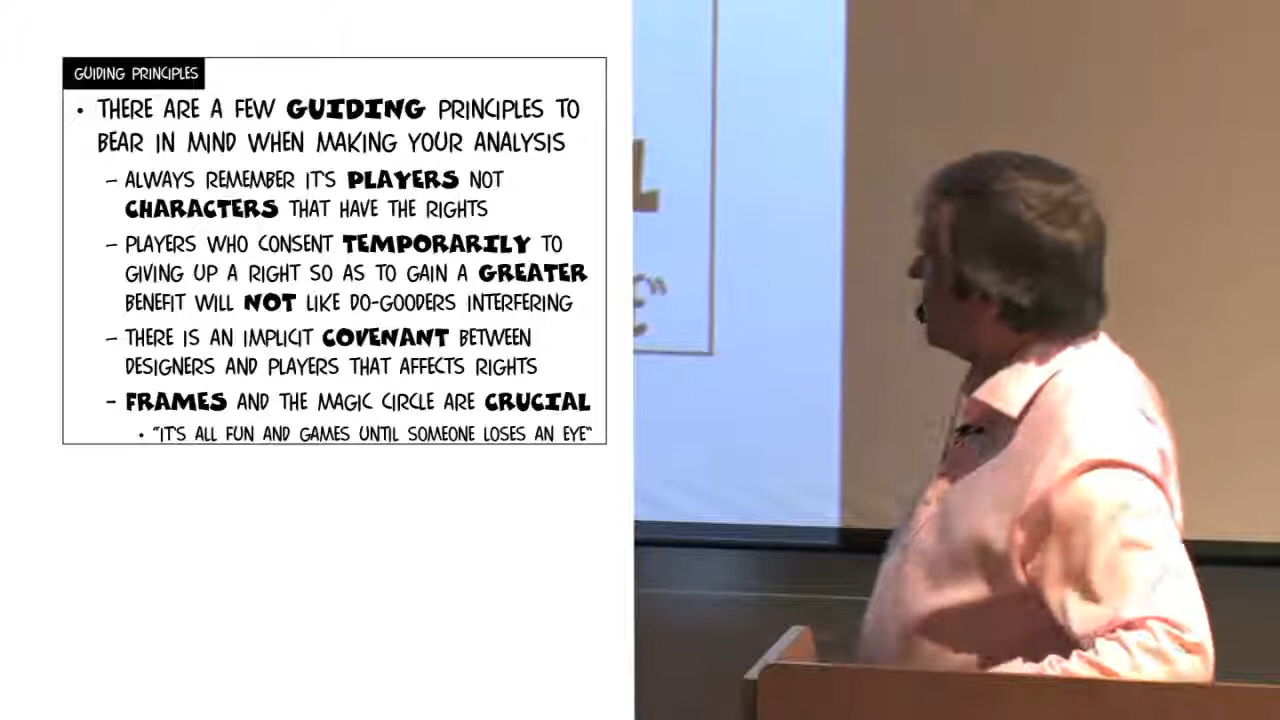 GUIDING PRINCIPLES
• THERE ARE A FEW GUIDING PRINCIPLES TO
BEAR IN MIND WHEN MAKING YOUR ANALYSIS
– ALWAYS REMEMBER IT'S PLAYERS NOT
CHARACTERS THAT HAVE THE RIGHTS
– PLAYERS WHO CONSENT TEMPORARILY TO
GIVING UP A RIGHT SO AS TO GAIN A GREATER
BENEFIT WILL NOT LIKE DO-GOODERS INTERFERING
– THERE IS AN IMPLICIT COVENANT BETWEEN
DESIGNERS AND PLAYERS THAT AFFECTS RIGHTS
– FRAMES AND THE MAGIC CIRCLE ARE CRUCIAL
• "IT'S ALL FUN AND GAMES UNTIL SOMEONE LOSES AN EYE"